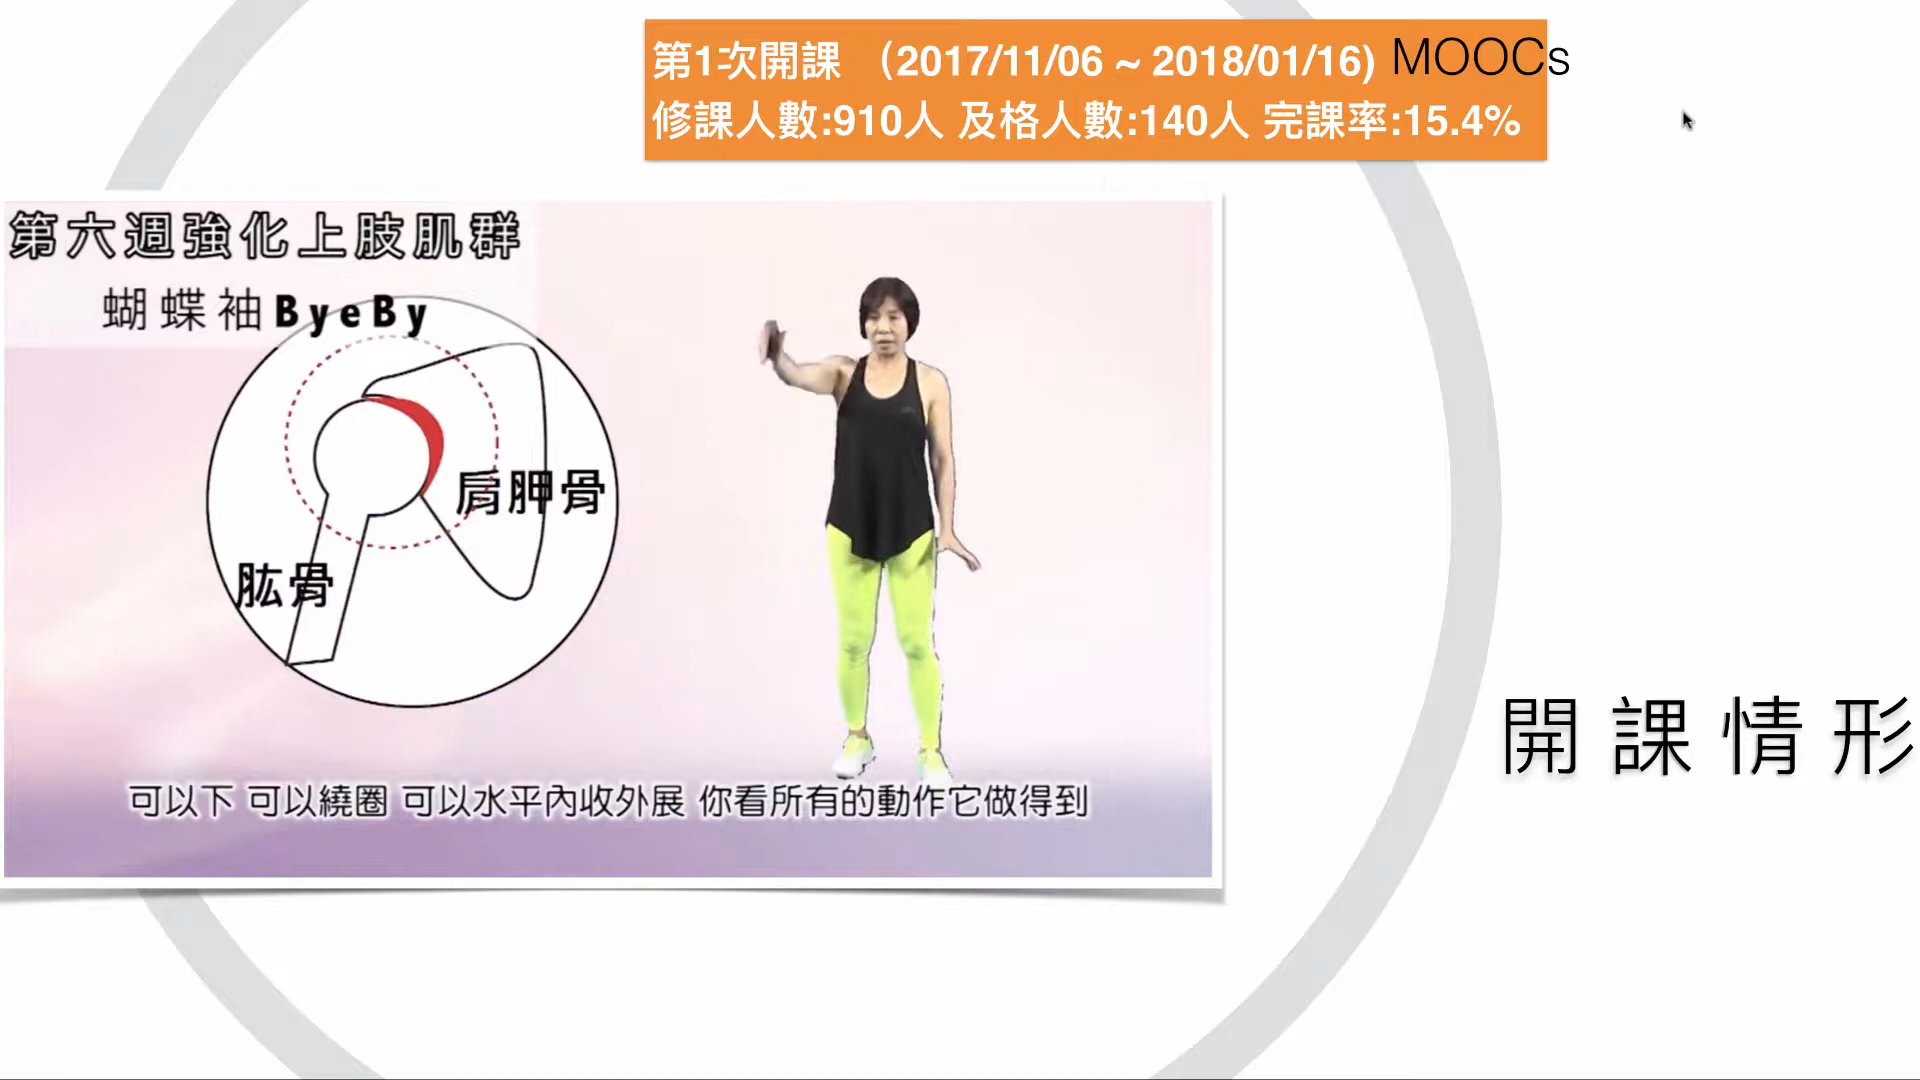 第1次開課 （2017/11/06 ~ 2018/01/16) MOOCs
修課人數:910人 及格人數:140人 完課率:15.4%
第六週強化上肢肌群
蝴蝶袖ByeBy
肩胛骨
肱骨
可以下 可以繞圈 可以水平內收外展 你看所有的動作它做得到
開課情形